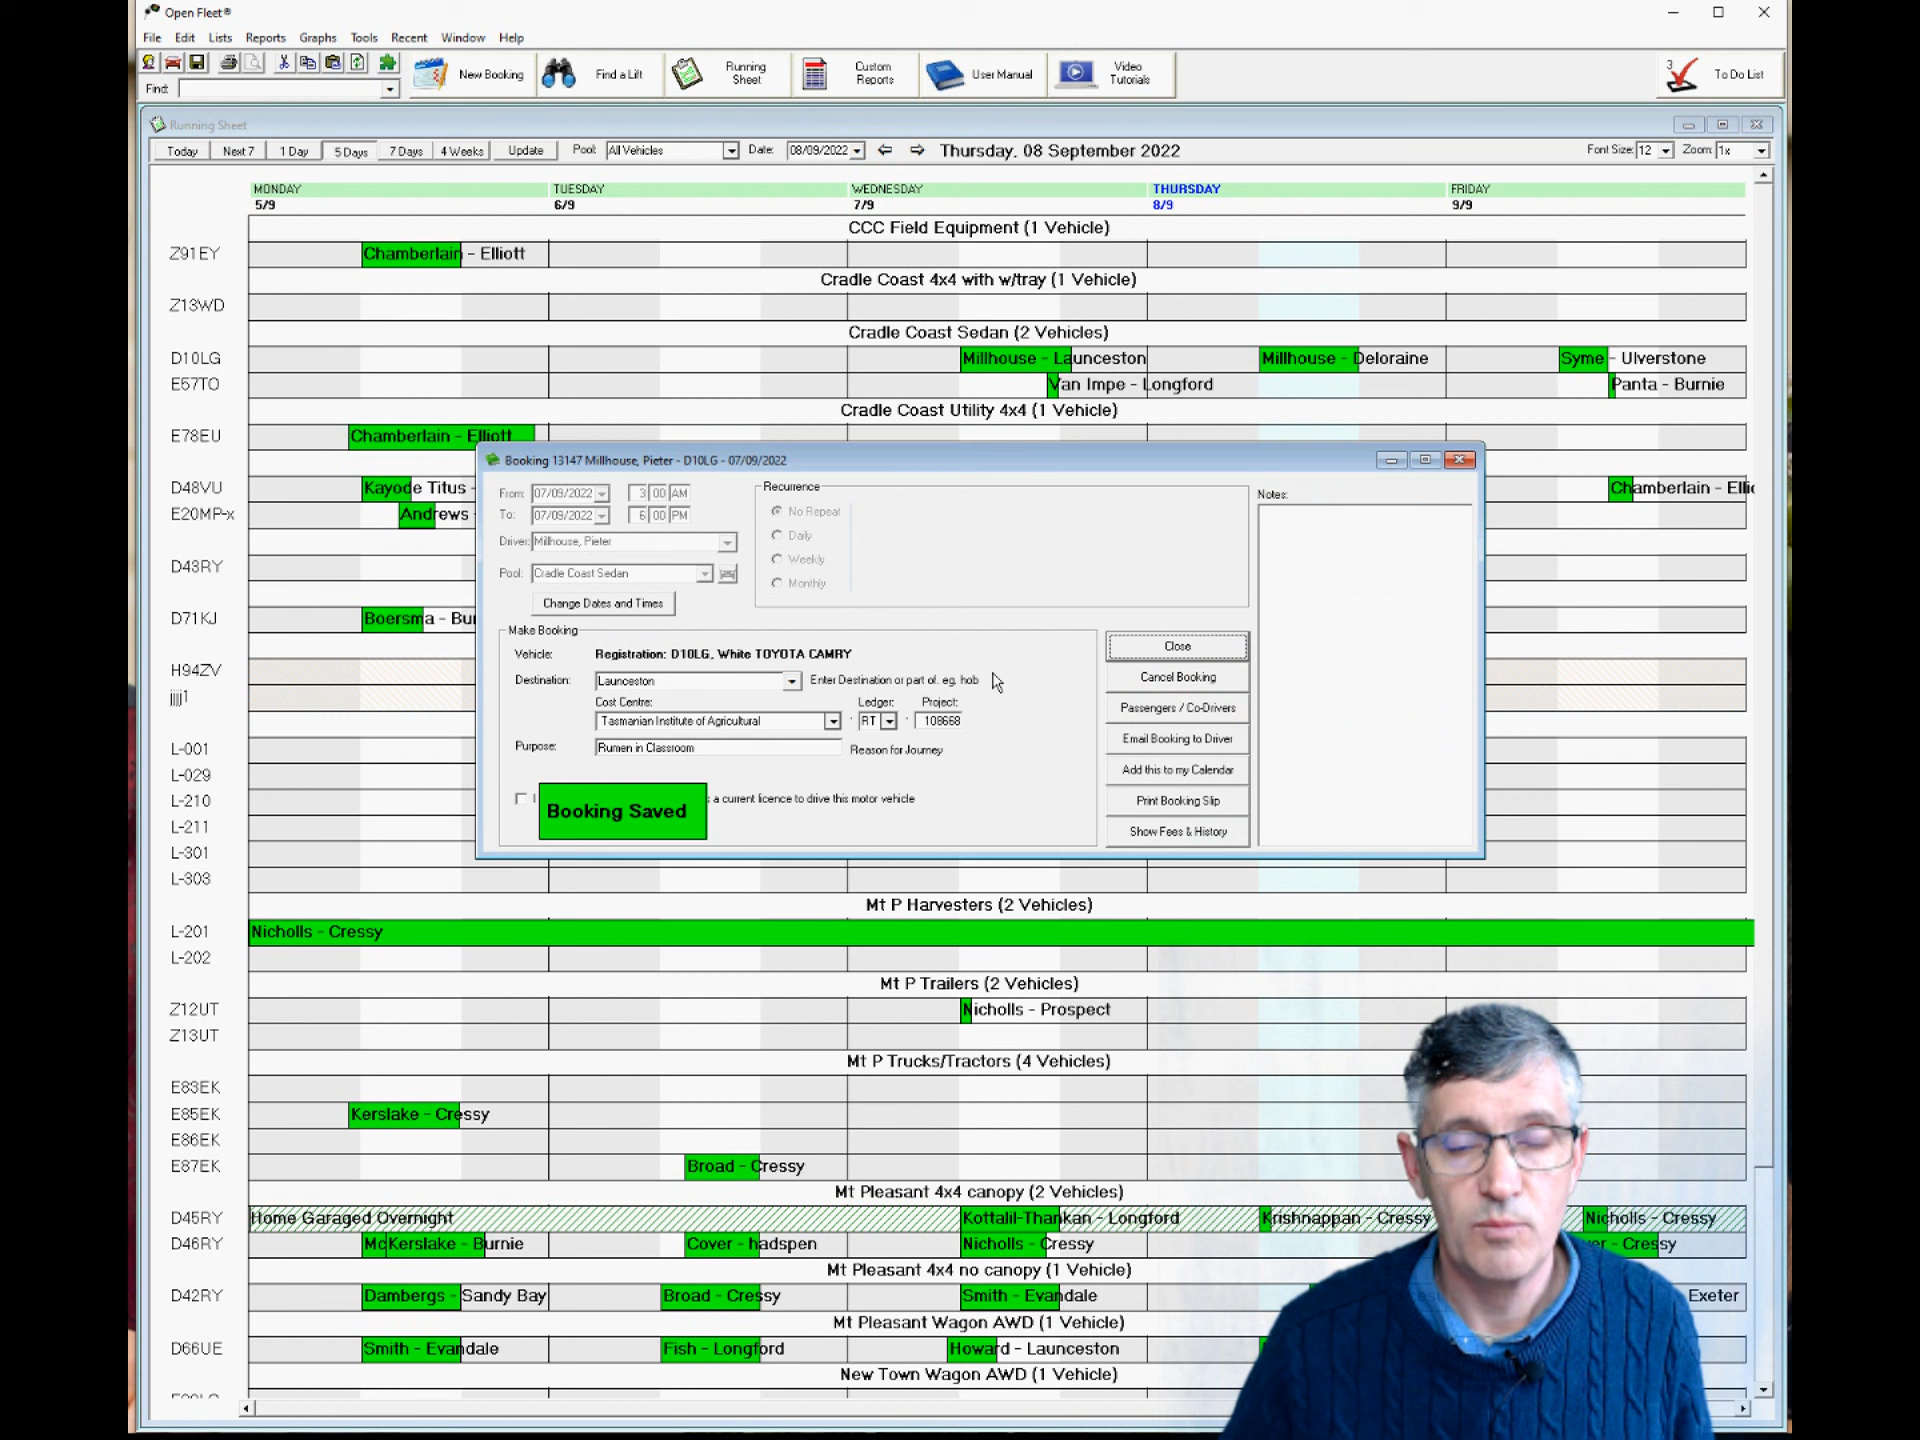 Open Fleet®
File Edit Lists Reports Graphs Tools Recent Window Help
Find:
New Booking
Find a Lift
Running Sheet
Custom Reports
User Manual
Video Tutorials
3 To Do List
Running Sheet
Today Next 7 1 Day 5 Days 7 Days 4 Weeks Update Pool: All Vehicles Date: 08/09/2022 Thursday, 08 September 2022 Font Size: 12 Zoom: 1x
MONDAY TUESDAY WEDNESDAY THURSDAY FRIDAY
5/9 6/9 7/9 8/9 9/9
CCC Field Equipment (1 Vehicle)
Z91EY Chamberlain - Elliott
Cradle Coast 4x4 with w/tray (1 Vehicle)
Z13WD
Cradle Coast Sedan (2 Vehicles)
D10LG Millhouse - Launceston Millhouse - Deloraine Syme - Ulverstone
E57TO Van Impe - Longford Panta - Burnie
Cradle Coast Utility 4x4 (1 Vehicle)
E78EU Chamberlain - Elliott
D48VU Kayode Titus - Chamberlain - Ellio
E20MP-x Andrews
D43RY
D71KJ Boersma - Bu
H94ZV
jjjj1
L-001
L-029
L-210
L-211
L-301
L-303
Booking 13147 Millhouse, Pieter - D10LG - 07/09/2022
From: 07/09/2022 3 00 AM
To: 07/09/2022 6 00 PM
Driver: Millhouse, Pieter
Pool: Cradle Coast Sedan
Change Dates and Times
Recurrence
No Repeat
Daily
Weekly
Monthly
Notes:
Make Booking
Vehicle: Registration: D10LG, White TOYOTA CAMRY
Destination: Launceston Enter Destination or part of. eg. hob
Cost Centre: Ledger: Project:
Tasmanian Institute of Agricultural - RT - 108668
Purpose: Rumen in Classroom Reason for Journey
I
Booking Saved
a current licence to drive this motor vehicle
Close
Cancel Booking
Passengers / Co-Drivers
Email Booking to Driver
Add this to my Calendar
Print Booking Slip
Show Fees & History
Mt P Harvesters (2 Vehicles)
L-201 Nicholls - Cressy
L-202
Mt P Trailers (2 Vehicles)
Z12UT Nicholls - Prospect
Z13UT
Mt P Trucks/Tractors (4 Vehicles)
E83EK
E85EK Kerslake - Cressy
E86EK
E87EK Broad - Cressy
Mt Pleasant 4x4 canopy (2 Vehicles)
D45RY Home Garaged Overnight Kottalil-Thankan - Longford Krishnappan - Cressy Nicholls - Cressy
D46RY McKerslake - Burnie Cover - hadspen Nicholls - Cressy er - Cressy
Mt Pleasant 4x4 no canopy (1 Vehicle)
D42RY Dambergs - Sandy Bay Broad - Cressy Smith - Evandale Exeter
Mt Pleasant Wagon AWD (1 Vehicle)
D66UE Smith - Evandale Fish - Longford Howard - Launceston
New Town Wagon AWD (1 Vehicle)